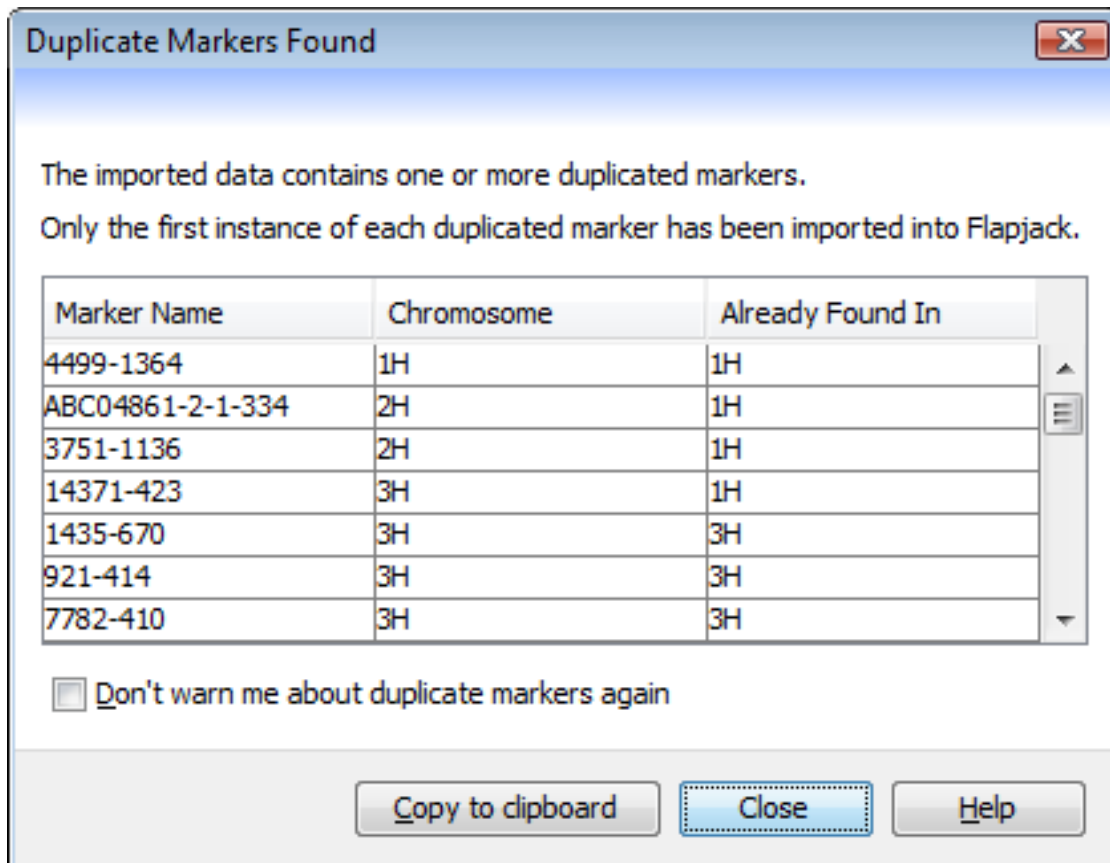 Duplicate Markers Found
The imported data contains one or more duplicated markers.
Only the first instance of each duplicated marker has been imported into Flapjack.
Marker Name Chromosome Already Found In
4499-1364 1H 1H
ABC04861-2-1-334 2H 1H
3751-1136 2H 1H
14371-423 3H 1H
1435-670 3H 3H
921-414 3H 3H
7782-410 3H 3H
Don't warn me about duplicate markers again
Copy to clipboard Close Help